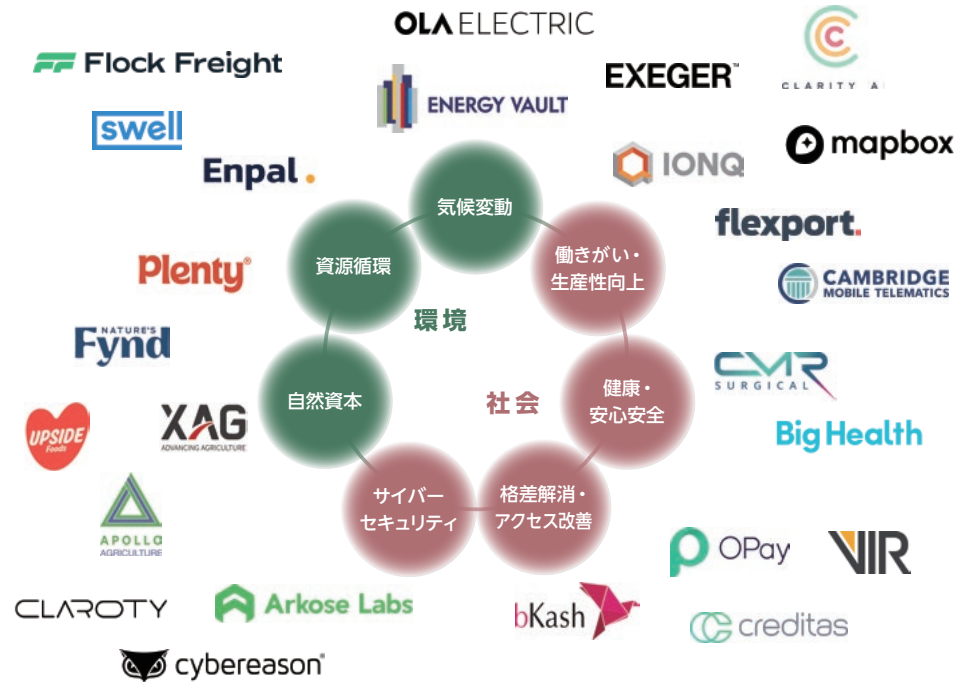 OLA ELECTRIC
Flock Freight
EXEGER™
CLARITY A
ENERGY VAULT
swell
mapbox
Enpal.
IONQ
気候変動
flexport.
資源循環
働きがい・
生産性向上
Plenty®
CAMBRIDGE
MOBILE TELEMATICS
環境
NATURE'S
Fynd
CMR
SURGICAL
自然資本
社会
健康・
安心安全
UPSIDE
Foods
XAG
ADVANCING AGRICULTURE
Big Health
サイバー
セキュリティ
格差解消・
アクセス改善
APOLLO
AGRICULTURE
OPay
VIR
CLAROTY
Arkose Labs
bKash
creditas
cybereason®